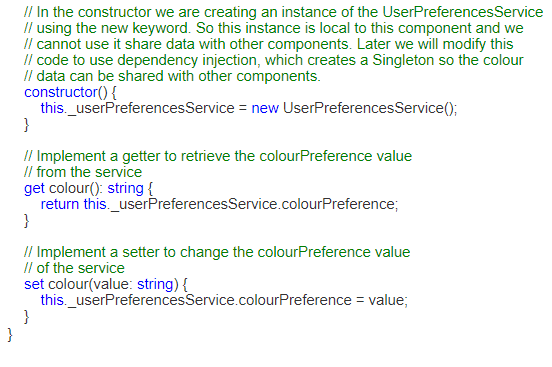 // In the constructor we are creating an instance of the UserPreferencesService
// using the new keyword. So this instance is local to this component and we
// cannot use it share data with other components. Later we will modify this
// code to use dependency injection, which creates a Singleton so the colour
// data can be shared with other components.
constructor() {
this._userPreferencesService = new UserPreferencesService();
}
// Implement a getter to retrieve the colourPreference value
// from the service
get colour(): string {
return this._userPreferencesService.colourPreference;
}
// Implement a setter to change the colourPreference value
// of the service
set colour(value: string) {
this._userPreferencesService.colourPreference = value;
}
}